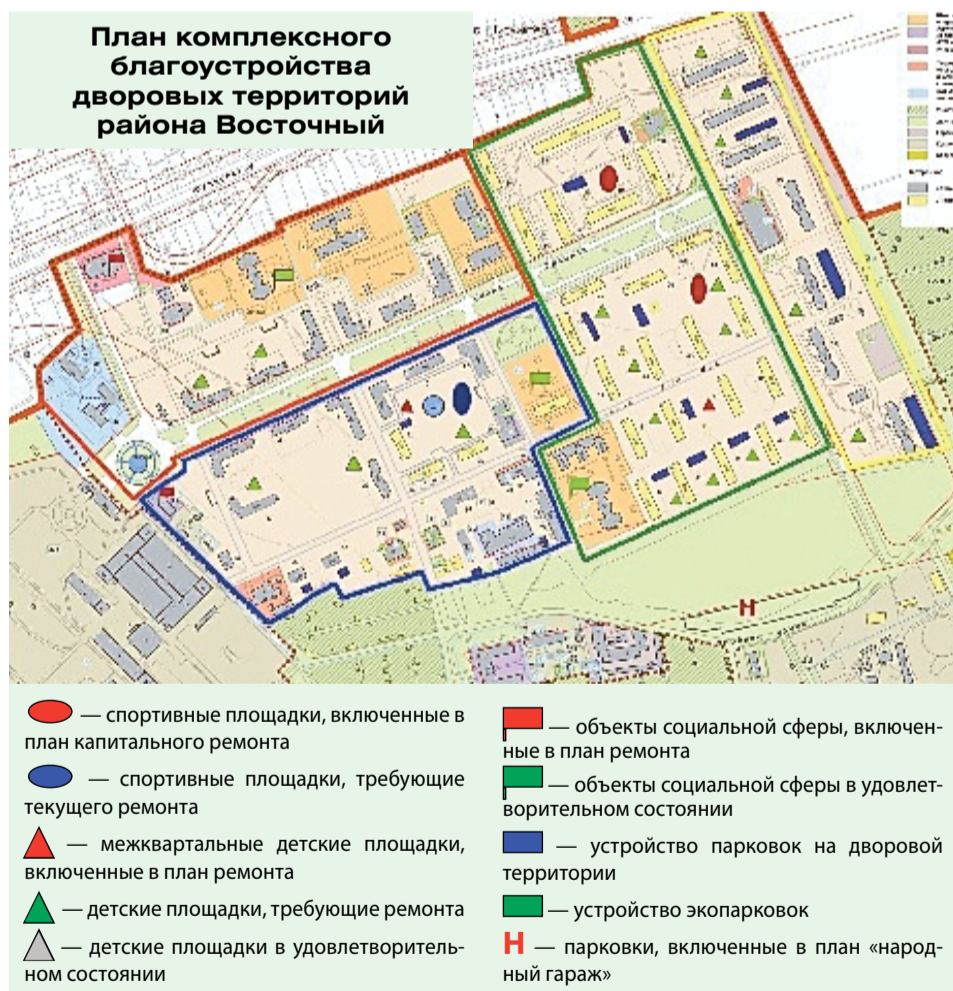 План комплексного
благоустройства
дворовых территорий
района Восточный
Н
— спортивные площадки, включенные в
план капитального ремонта
— спортивные площадки, требующие
текущего ремонта
— межквартальные детские площадки,
включенные в план ремонта
— детские площадки, требующие ремонта
— детские площадки в удовлетворитель-
ном состоянии
— объекты социальной сферы, включен-
ные в план ремонта
— объекты социальной сферы в удовлет-
ворительном состоянии
— устройство парковок на дворовой
территории
— устройство экопарковок
Н — парковки, включенные в план «народ-
ный гараж»